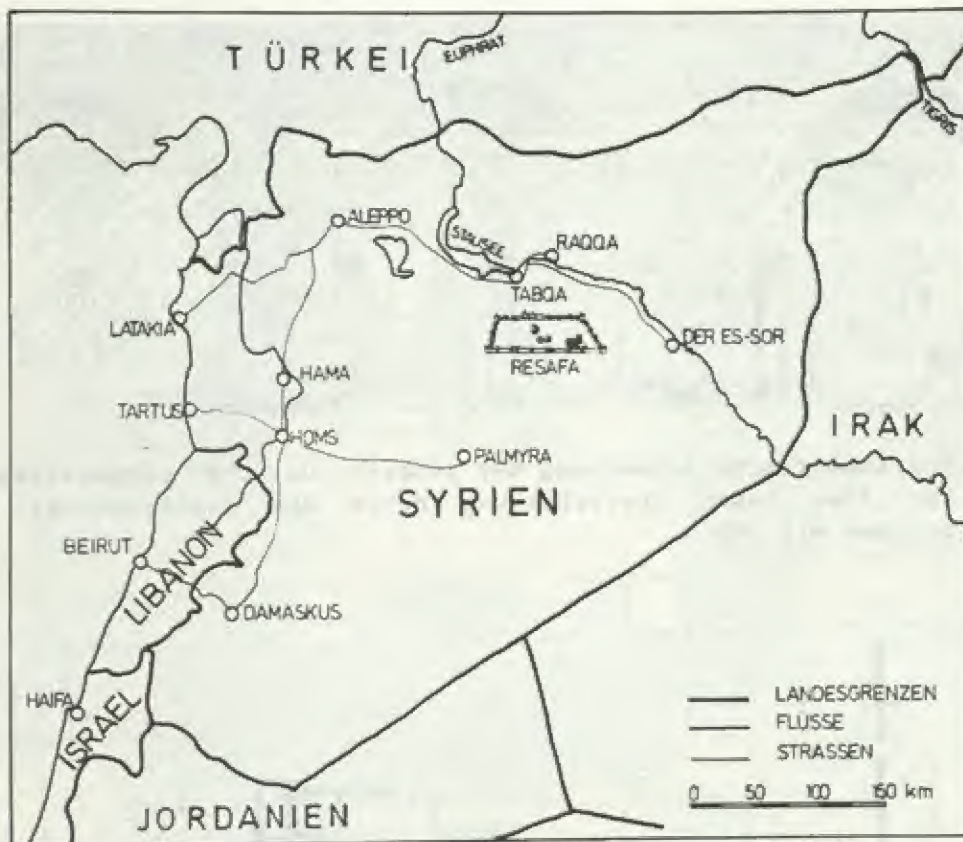 TÜRKEI
EUPHRAT
TIGRIS
ALEPPO
STAUSEE
RAQQA
TABQA
LATAKIA
DER ES-SOR
RESAFA
HAMA
TARTUS
HOMS
IRAK
PALMYRA
SYRIEN
BEIRUT
LIBANON
DAMASKUS
HAIFA
ISRAEL
LANDESGRENZEN
FLÜSSE
STRASSEN
0 50 100 150 km
JORDANIEN